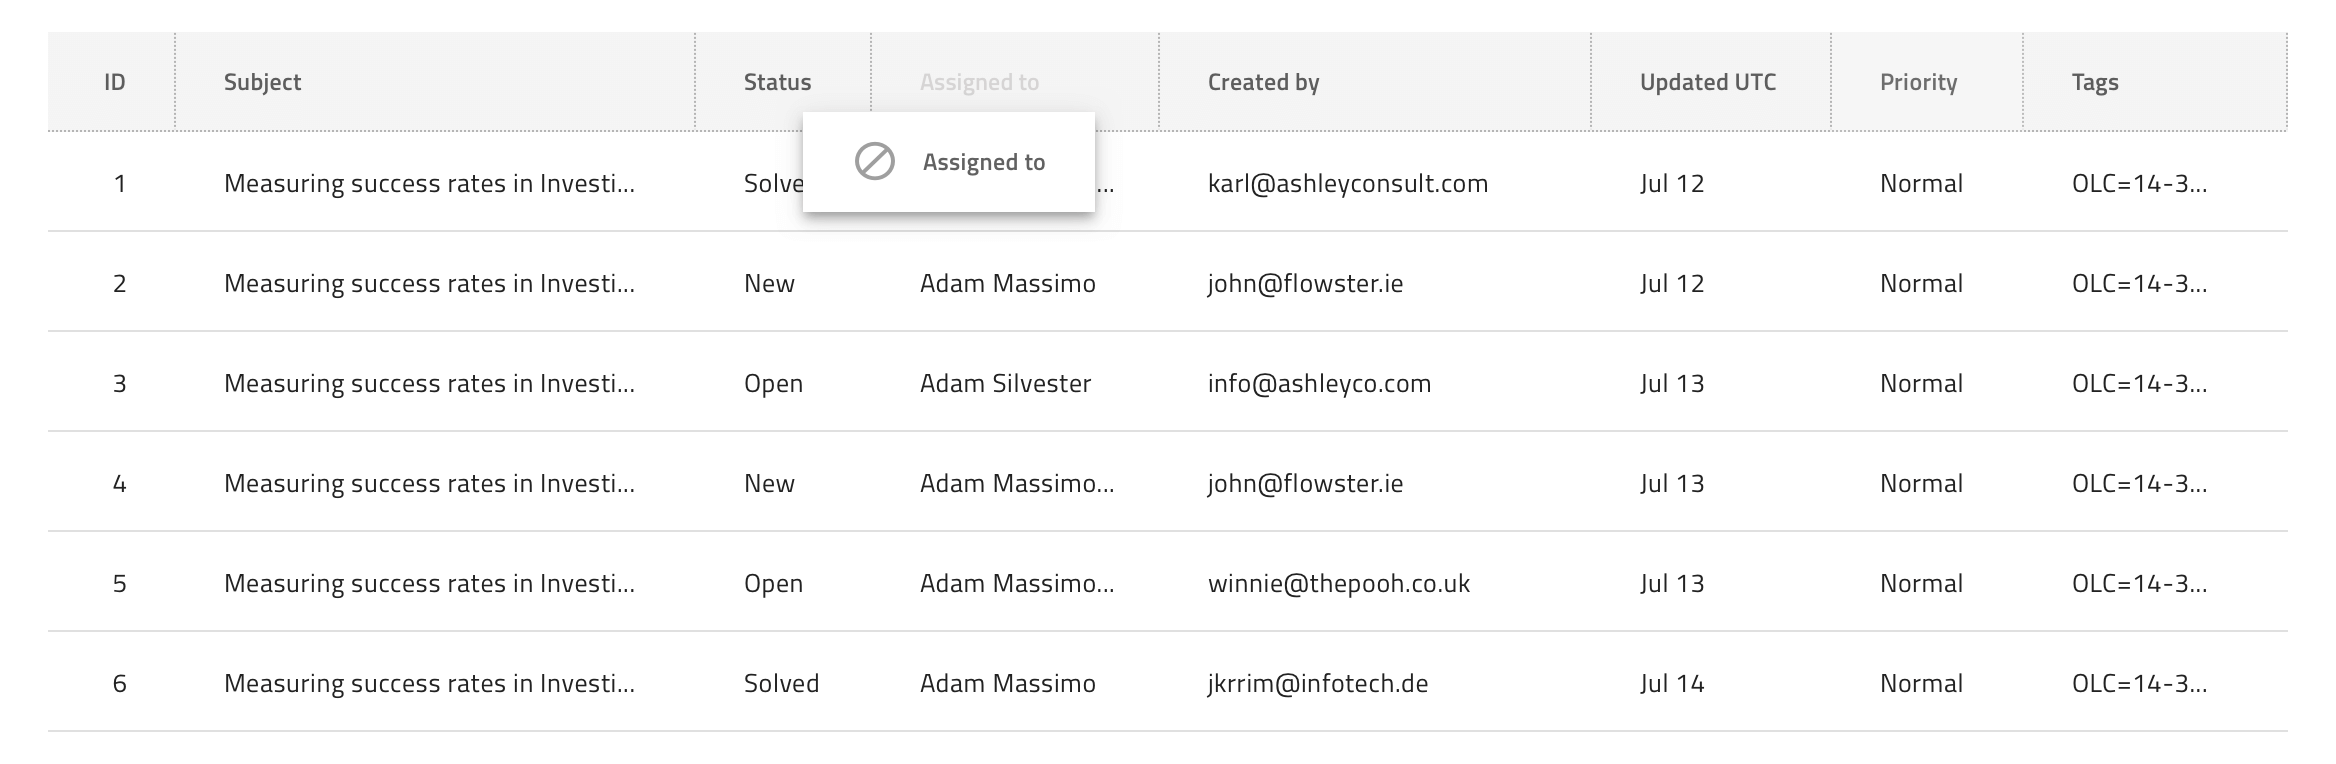 ID Subject Status Assigned to Created by Updated UTC Priority Tags
Assigned to
1 Measuring success rates in Investi... Solve ... karl@ashleyconsult.com Jul 12 Normal OLC=14-3...
2 Measuring success rates in Investi... New Adam Massimo john@flowster.ie Jul 12 Normal OLC=14-3...
3 Measuring success rates in Investi... Open Adam Silvester info@ashleyco.com Jul 13 Normal OLC=14-3...
4 Measuring success rates in Investi... New Adam Massimo... john@flowster.ie Jul 13 Normal OLC=14-3...
5 Measuring success rates in Investi... Open Adam Massimo... winnie@thepooh.co.uk Jul 13 Normal OLC=14-3...
6 Measuring success rates in Investi... Solved Adam Massimo jkrrim@infotech.de Jul 14 Normal OLC=14-3...